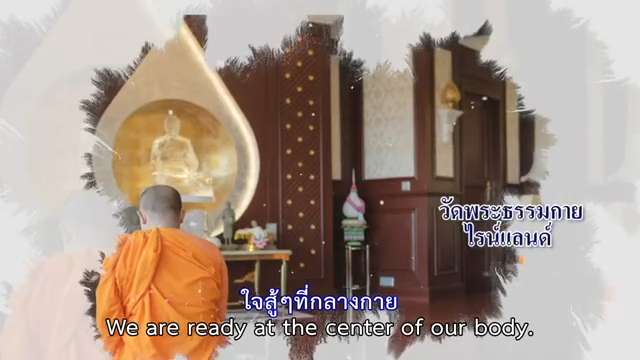 วัดพระธรรมกาย
ไรน์แลนด์
ใจสู้ๆที่กลางกาย
We are ready at the center of our body.